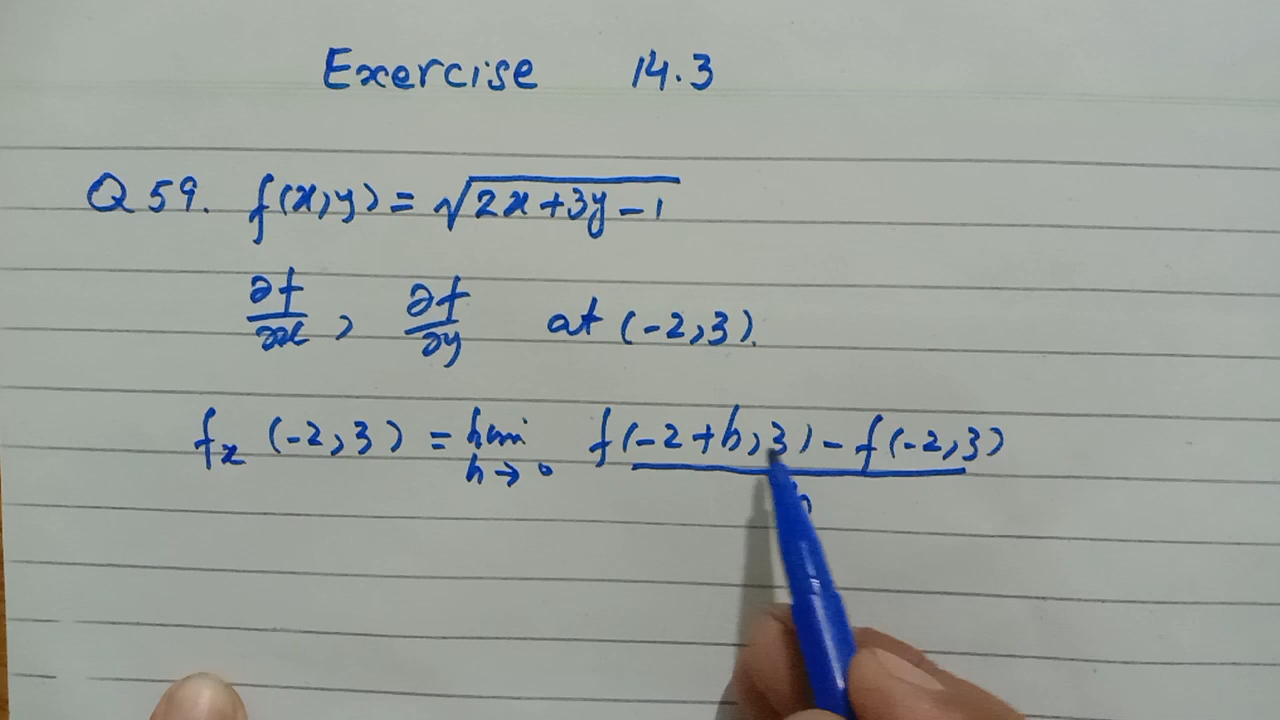 Exercise 14.3
Q 59. f(x,y) = √2x+3y-1
∂f/∂x, ∂f/∂y at (-2,3).
fx (-2,3) = lim h→0 f(-2+h,3)-f(-2,3)
h